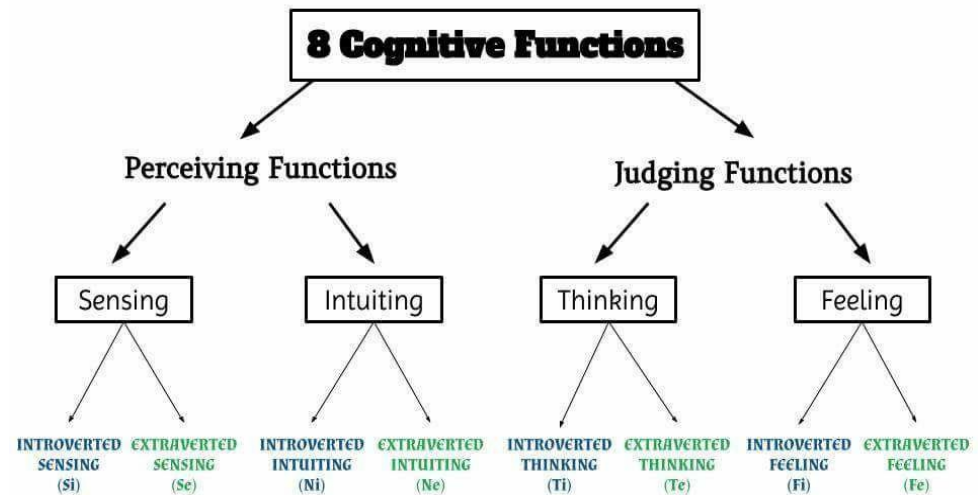 8 Cognitive Functions
Perceiving Functions
Judging Functions
Sensing
Intuiting
Thinking
Feeling
INTROVERTED
SENSING
(Si)
EXTRAVERTED
SENSING
(Se)
INTROVERTED
INTUITING
(Ni)
EXTRAVERTED
INTUITING
(Ne)
INTROVERTED
THINKING
(Ti)
EXTRAVERTED
THINKING
(Te)
INTROVERTED
FEELING
(Fi)
EXTRAVERTED
FEELING
(Fe)